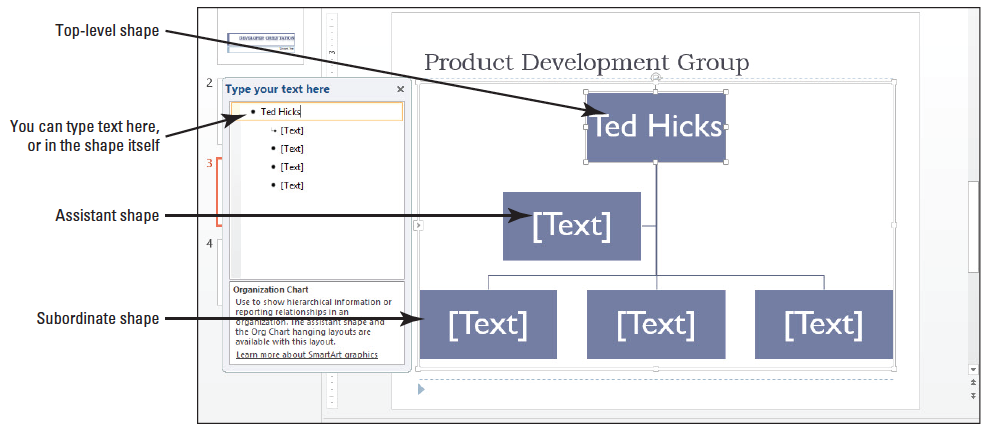 Top-level shape
3
Product Development Group
2
Type your text here
×
Ted Hicks
Ted Hicks
You can type text here,
or in the shape itself
[Text]
[Text]
[Text]
[Text]
3
Assistant shape
[Text]
4
Organization Chart
Use to show hierarchical information or
reporting relationships in an
organization. The assistant shape and
the Org Chart hanging layouts are
available with this layout.
Learn more about SmartArt graphics
Subordinate shape
[Text]
[Text]
[Text]